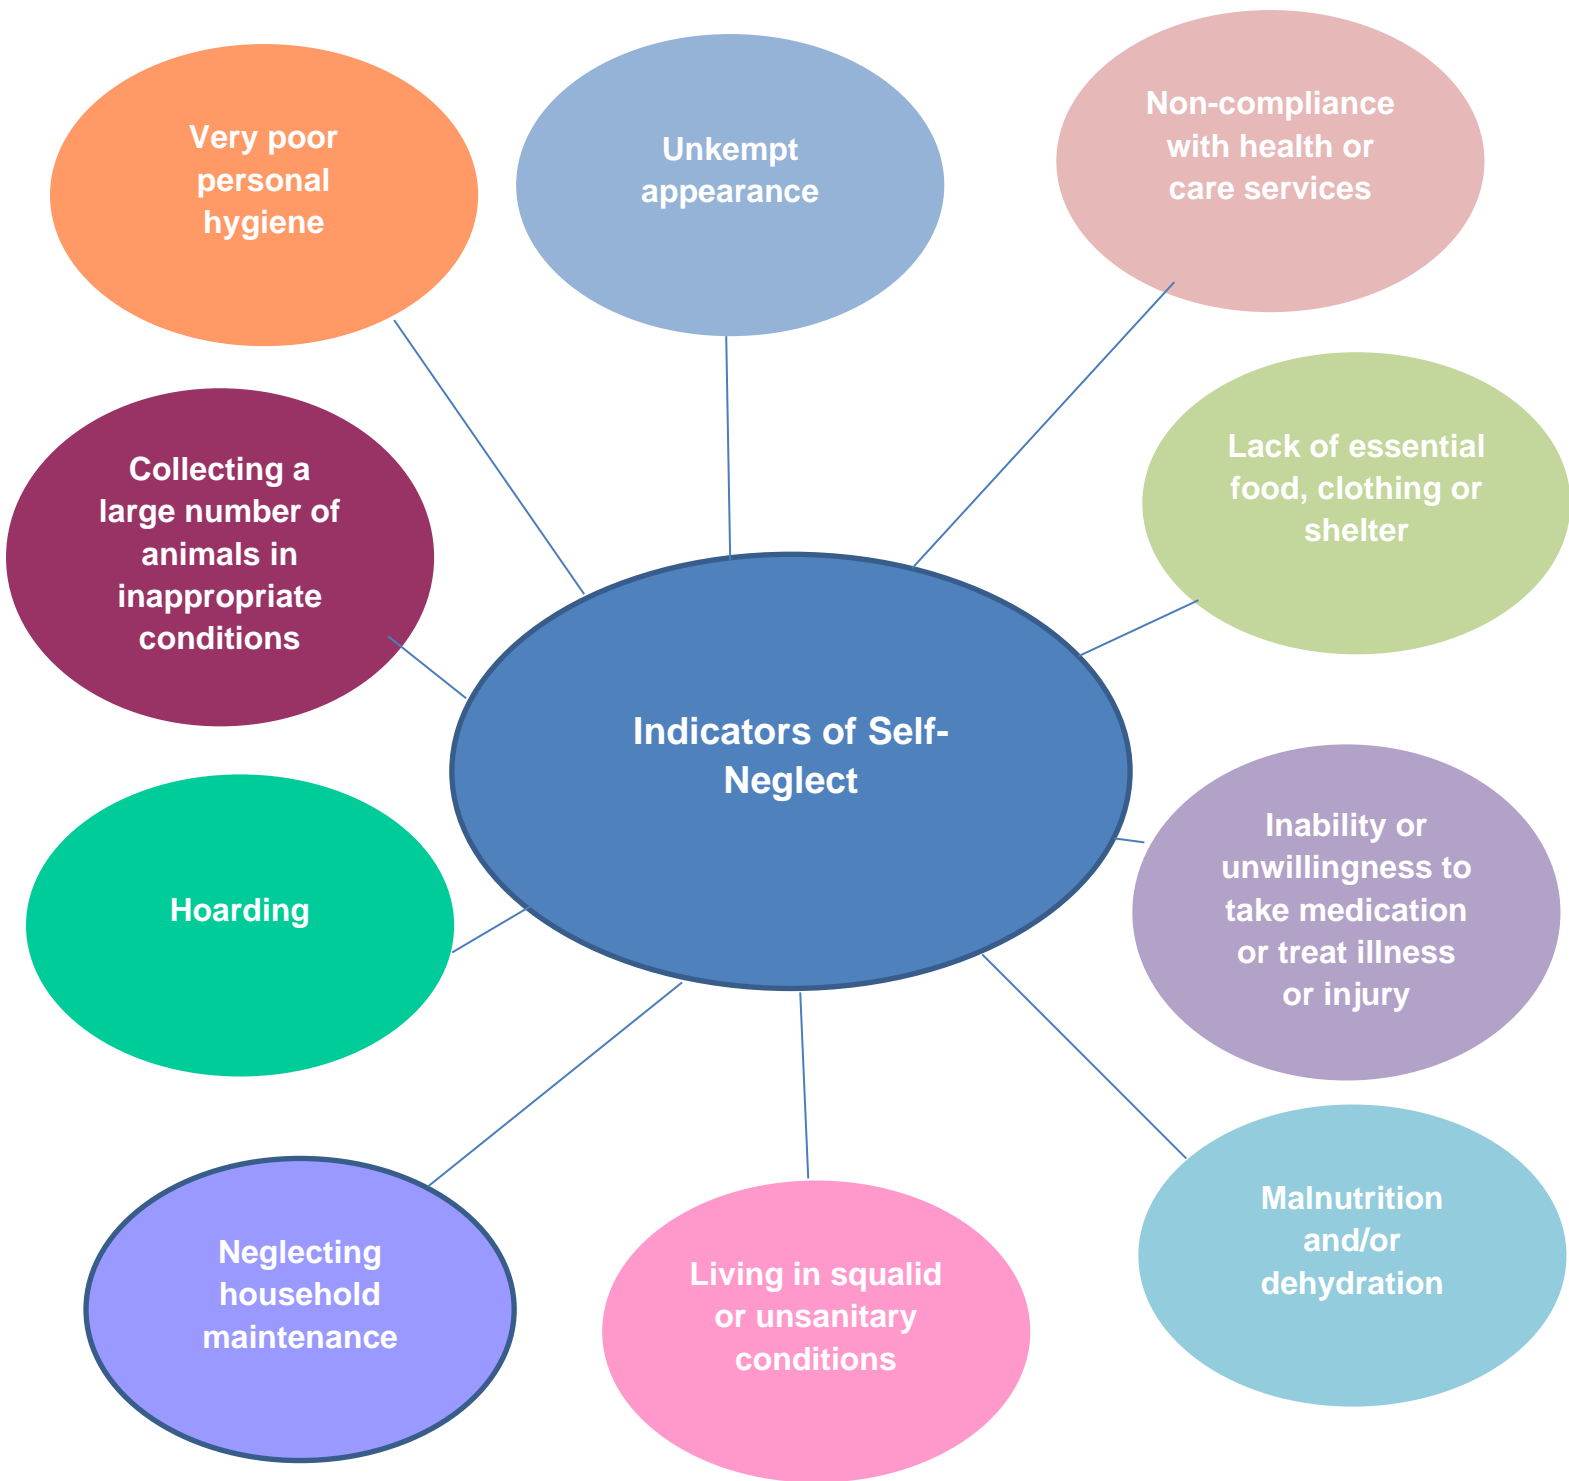 Very poor
personal
hygiene
Unkempt
appearance
Non-compliance
with health or
care services
Collecting a
large number of
animals in
inappropriate
conditions
Lack of essential
food, clothing or
shelter
Indicators of Self-
Neglect
Hoarding
Inability or
unwillingness to
take medication
or treat illness
or injury
Neglecting
household
maintenance
Living in squalid
or unsanitary
conditions
Malnutrition
and/or
dehydration